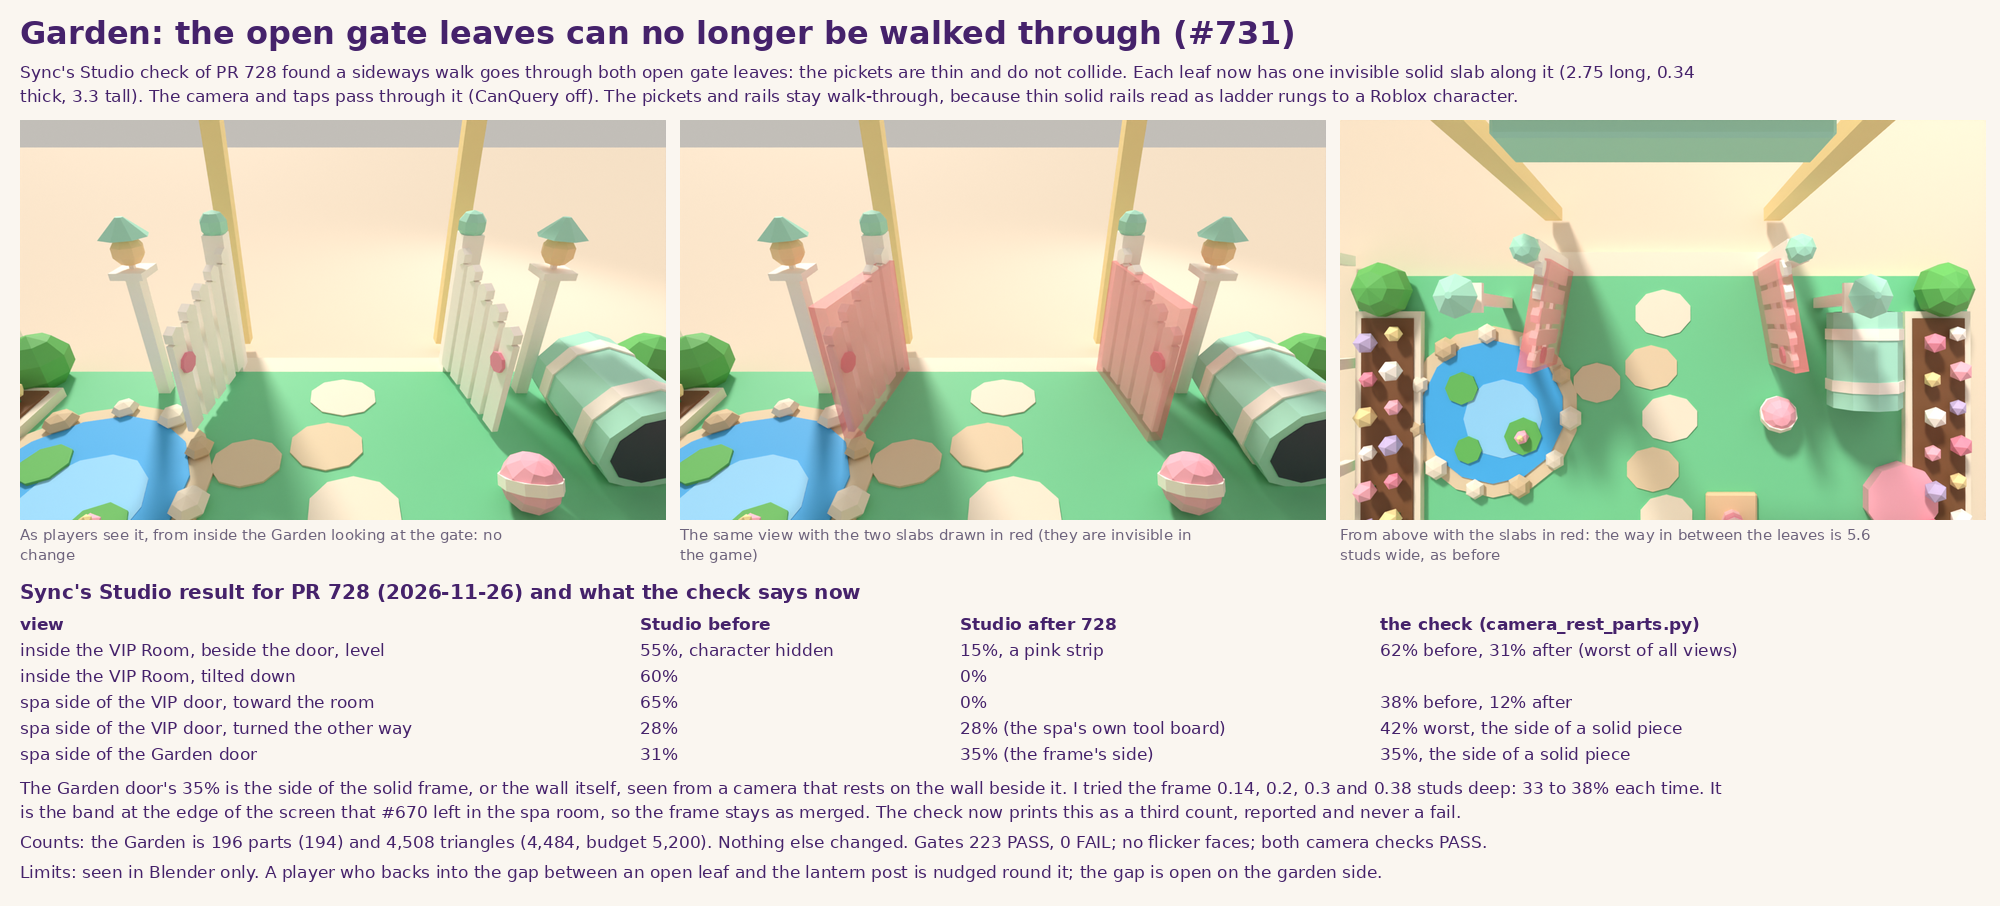 Garden: the open gate leaves can no longer be walked through (#731)
Sync's Studio check of PR 728 found a sideways walk goes through both open gate leaves: the pickets are thin and do not collide. Each leaf now has one invisible solid slab along it (2.75 long, 0.34
thick, 3.3 tall). The camera and taps pass through it (CanQuery off). The pickets and rails stay walk-through, because thin solid rails read as ladder rungs to a Roblox character.
As players see it, from inside the Garden looking at the gate: no
change
The same view with the two slabs drawn in red (they are invisible in
the game)
From above with the slabs in red: the way in between the leaves is 5.6
studs wide, as before
Sync's Studio result for PR 728 (2026-11-26) and what the check says now
view Studio before Studio after 728 the check (camera_rest_parts.py)
inside the VIP Room, beside the door, level 55%, character hidden 15%, a pink strip 62% before, 31% after (worst of all views)
inside the VIP Room, tilted down 60% 0%
spa side of the VIP door, toward the room 65% 0% 38% before, 12% after
spa side of the VIP door, turned the other way 28% 28% (the spa's own tool board) 42% worst, the side of a solid piece
spa side of the Garden door 31% 35% (the frame's side) 35%, the side of a solid piece
The Garden door's 35% is the side of the solid frame, or the wall itself, seen from a camera that rests on the wall beside it. I tried the frame 0.14, 0.2, 0.3 and 0.38 studs deep: 33 to 38% each time. It
is the band at the edge of the screen that #670 left in the spa room, so the frame stays as merged. The check now prints this as a third count, reported and never a fail.
Counts: the Garden is 196 parts (194) and 4,508 triangles (4,484, budget 5,200). Nothing else changed. Gates 223 PASS, 0 FAIL; no flicker faces; both camera checks PASS.
Limits: seen in Blender only. A player who backs into the gap between an open leaf and the lantern post is nudged round it; the gap is open on the garden side.